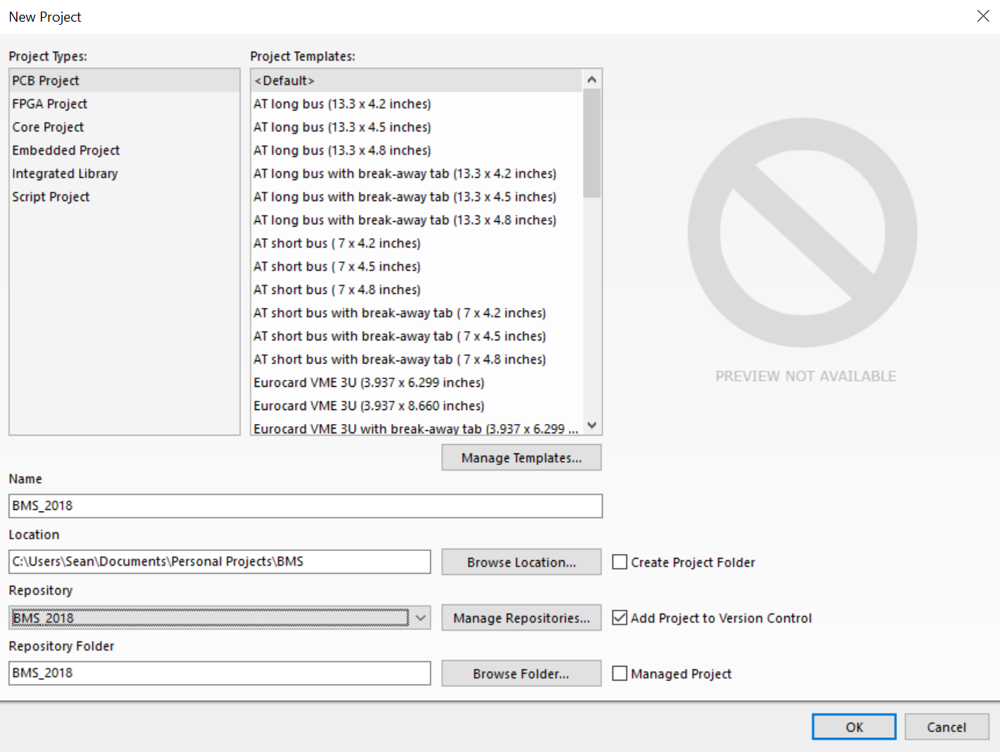 New Project
Project Types:
PCB Project
FPGA Project
Core Project
Embedded Project
Integrated Library
Script Project
Project Templates:
<Default>
AT long bus (13.3 x 4.2 inches)
AT long bus (13.3 x 4.5 inches)
AT long bus (13.3 x 4.8 inches)
AT long bus with break-away tab (13.3 x 4.2 inches)
AT long bus with break-away tab (13.3 x 4.5 inches)
AT long bus with break-away tab (13.3 x 4.8 inches)
AT short bus ( 7 x 4.2 inches)
AT short bus ( 7 x 4.5 inches)
AT short bus ( 7 x 4.8 inches)
AT short bus with break-away tab ( 7 x 4.2 inches)
AT short bus with break-away tab ( 7 x 4.5 inches)
AT short bus with break-away tab ( 7 x 4.8 inches)
Eurocard VME 3U (3.937 x 6.299 inches)
Eurocard VME 3U (3.937 x 8.660 inches)
Eurocard VME 3U with break-away tab (3.937 x 6.299 ...
PREVIEW NOT AVAILABLE
Manage Templates...
Name
BMS_2018
Location
C:\Users\Sean\Documents\Personal Projects\BMS
Browse Location...
Create Project Folder
Repository
BMS_2018
Manage Repositories...
Add Project to Version Control
Repository Folder
BMS_2018
Browse Folder...
Managed Project
OK
Cancel